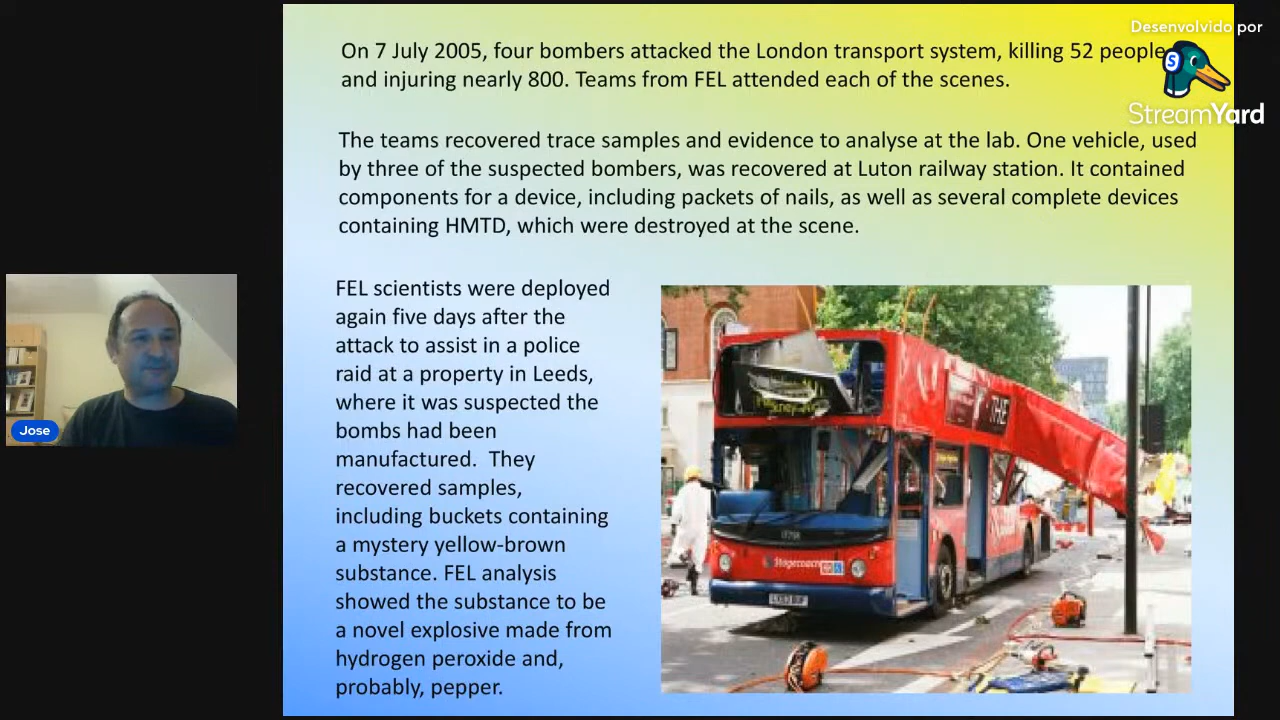 Desenvolvido por
StreamYard
On 7 July 2005, four bombers attacked the London transport system, killing 52 people
and injuring nearly 800. Teams from FEL attended each of the scenes.
The teams recovered trace samples and evidence to analyse at the lab. One vehicle, used
by three of the suspected bombers, was recovered at Luton railway station. It contained
components for a device, including packets of nails, as well as several complete devices
containing HMTD, which were destroyed at the scene.
FEL scientists were deployed
again five days after the
attack to assist in a police
raid at a property in Leeds,
where it was suspected the
bombs had been
manufactured. They
recovered samples,
including buckets containing
a mystery yellow-brown
substance. FEL analysis
showed the substance to be
a novel explosive made from
hydrogen peroxide and,
probably, pepper.
THE
Stagecoach
Jose